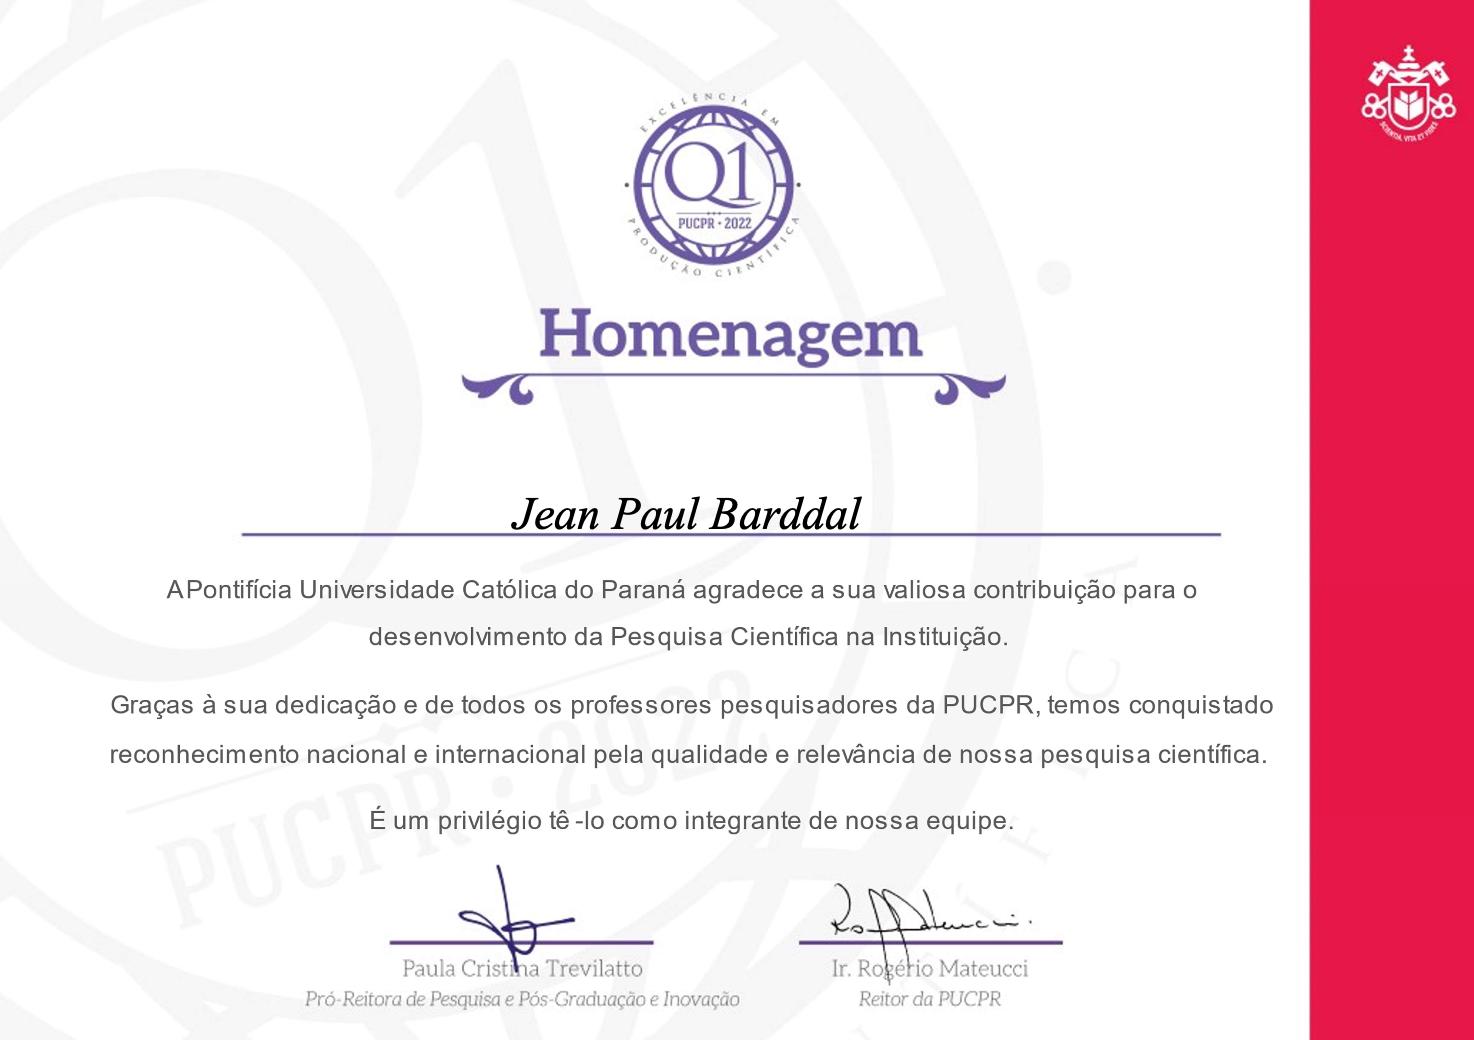 EXCELÊNCIA EM
Q1
PUCPR • 2022
PRODUÇÃO CIENTÍFICA
SCIENTIA, VITA ET FIDES
Homenagem
Jean Paul Barddal
A Pontifícia Universidade Católica do Paraná agradece a sua valiosa contribuição para o
desenvolvimento da Pesquisa Científica na Instituição.
Graças à sua dedicação e de todos os professores pesquisadores da PUCPR, temos conquistado
reconhecimento nacional e internacional pela qualidade e relevância de nossa pesquisa científica.
É um privilégio tê -lo como integrante de nossa equipe.
Paula Cristina Trevilatto
Pró-Reitora de Pesquisa e Pós-Graduação e Inovação
Ir. Rogério Mateucci
Reitor da PUCPR